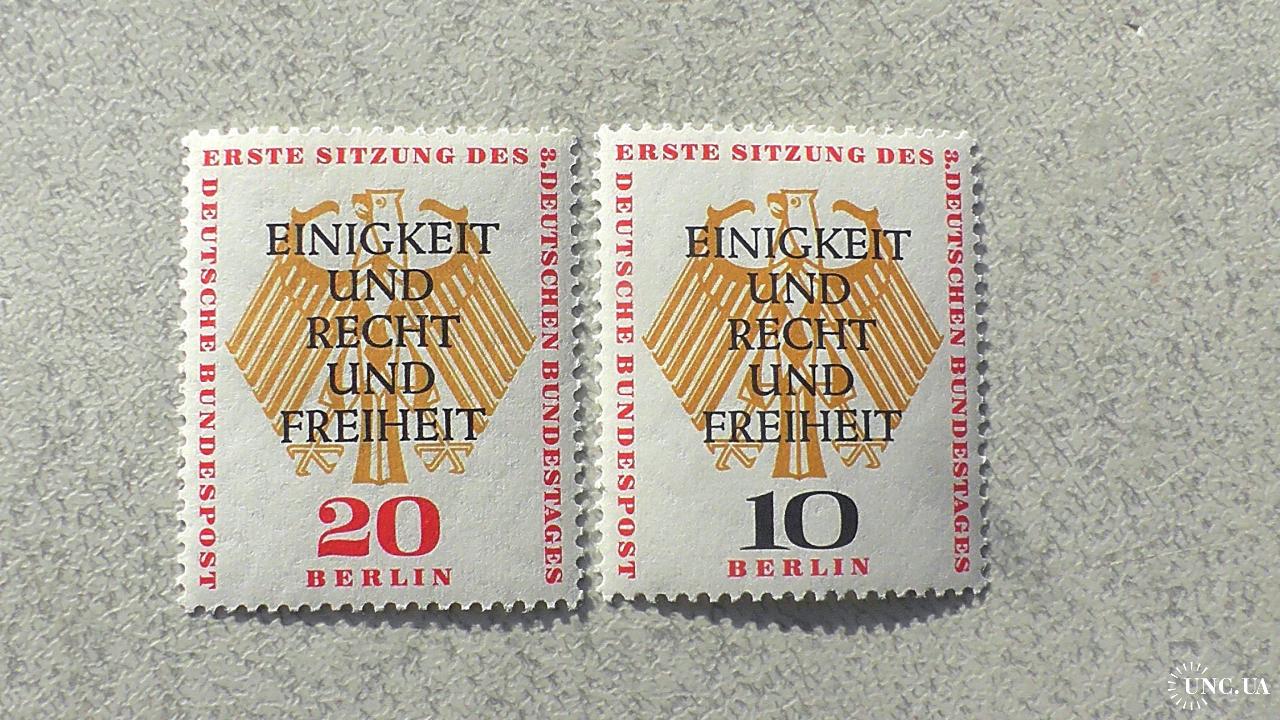 ERSTE SITZUNG DES
3. DEUTSCHEN BUNDESTAGES
DEUTSCHE BUNDESPOST
EINIGKEIT
UND
RECHT
UND
FREIHEIT
20
BERLIN
ERSTE SITZUNG DES
3. DEUTSCHEN BUNDESTAGES
DEUTSCHE BUNDESPOST
EINIGKEIT
UND
RECHT
UND
FREIHEIT
10
BERLIN
UNC.UA